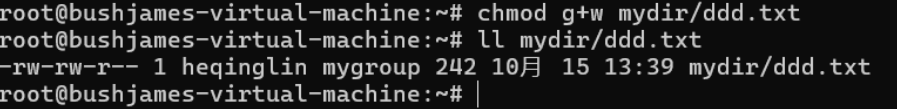 root@bushjames-virtual-machine:~# chmod g+w mydir/ddd.txt
root@bushjames-virtual-machine:~# ll mydir/ddd.txt
-rw-rw-r-- 1 heqinglin mygroup 242 10月 15 13:39 mydir/ddd.txt
root@bushjames-virtual-machine:~#